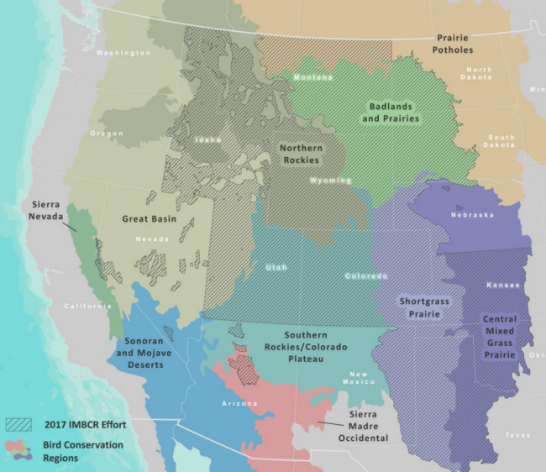 Prairie
Potholes
Washington
Montana
North
Dakota
Badlands
and Prairies
Oregon
Idaho
Northern
Rockies
South
Dakota
Wyoming
Sierra
Nevada
Great Basin
Nevada
Nebraska
Utah
Colorado
Kansas
California
Shortgrass
Prairie
Central
Mixed
Grass
Prairie
Sonoran
and Mojave
Deserts
Southern
Rockies/Colorado
Plateau
New
Mexico
Arizona
Sierra
Madre
Occidental
Texas
2017 IMBCR Effort
Bird Conservation
Regions